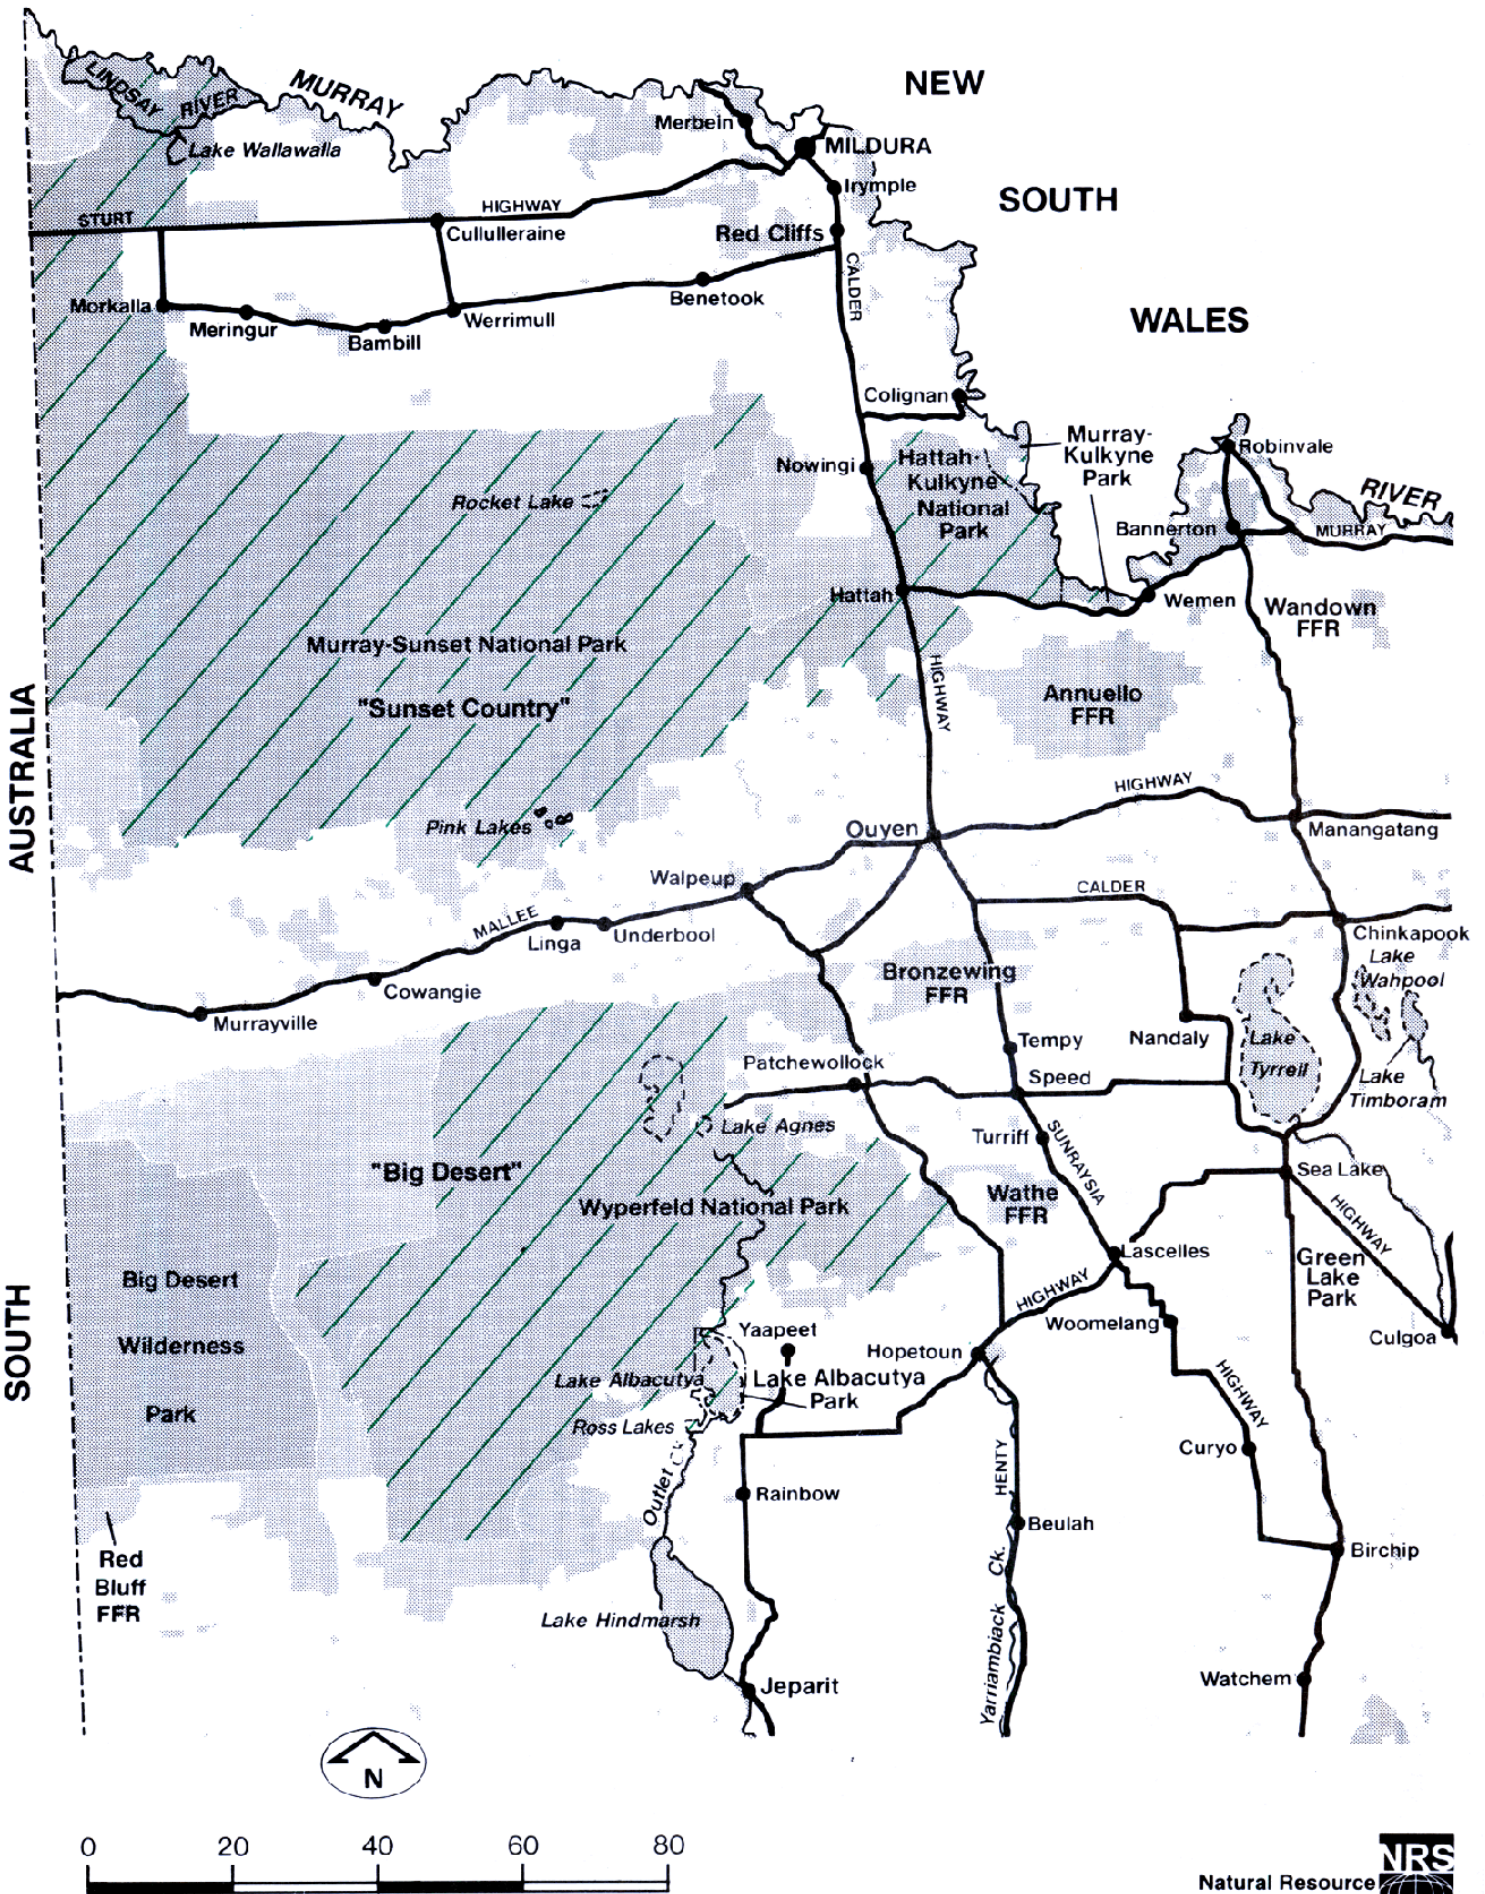 NEW
SOUTH
WALES
LINDSAY
RIVER
MURRAY
Lake Wallawalla
Merbein
MILDURA
Irymple
STURT
HIGHWAY
Cullulleraine
Red Cliffs
CALDER
Morkalla
Meringur
Bambill
Werrimull
Benetook
Colignan
Murray-
Kulkyne
Park
Robinvale
RIVER
Nowingi
Hattah-
Kulkyne
National
Park
Rocket Lake
Bannerton
MURRAY
Hattah
Wemen
Wandown
FFR
Murray-Sunset National Park
"Sunset Country"
HIGHWAY
Annuello
FFR
AUSTRALIA
HIGHWAY
Pink Lakes
Ouyen
Manangatang
Walpeup
CALDER
MALLEE
Linga
Underbool
Chinkapook
Lake
Wahpool
Bronzewing
FFR
Cowangie
Murrayville
Tempy
Nandaly
Lake
Tyrrell
Patchewollock
Speed
Lake
Timboram
Lake Agnes
Turriff
SUNRAYSIA
"Big Desert"
Sea Lake
Wyperfeld National Park
Wathe
FFR
HIGHWAY
Lascelles
Green
Lake
Park
Big Desert
Wilderness
Park
HIGHWAY
Woomelang
Culgoa
SOUTH
Yaapeet
Hopetoun
Lake Albacutya
Lake Albacutya
Park
HIGHWAY
Ross Lakes
Curyo
Outlet Ck
HENTY
Rainbow
Beulah
Birchip
Red
Bluff
FFR
Yarriambiack Ck.
Lake Hindmarsh
Jeparit
Watchem
N
0 20 40 60 80
NRS
Natural Resource